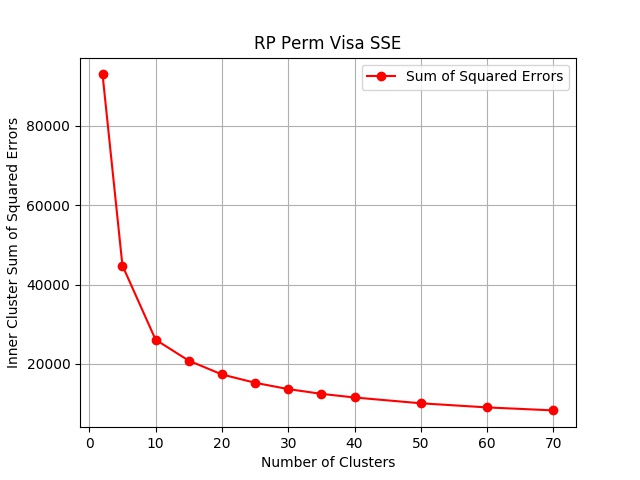 RP Perm Visa SSE
Sum of Squared Errors
Inner Cluster Sum of Squared Errors
80000
60000
40000
20000
0 10 20 30 40 50 60 70
Number of Clusters